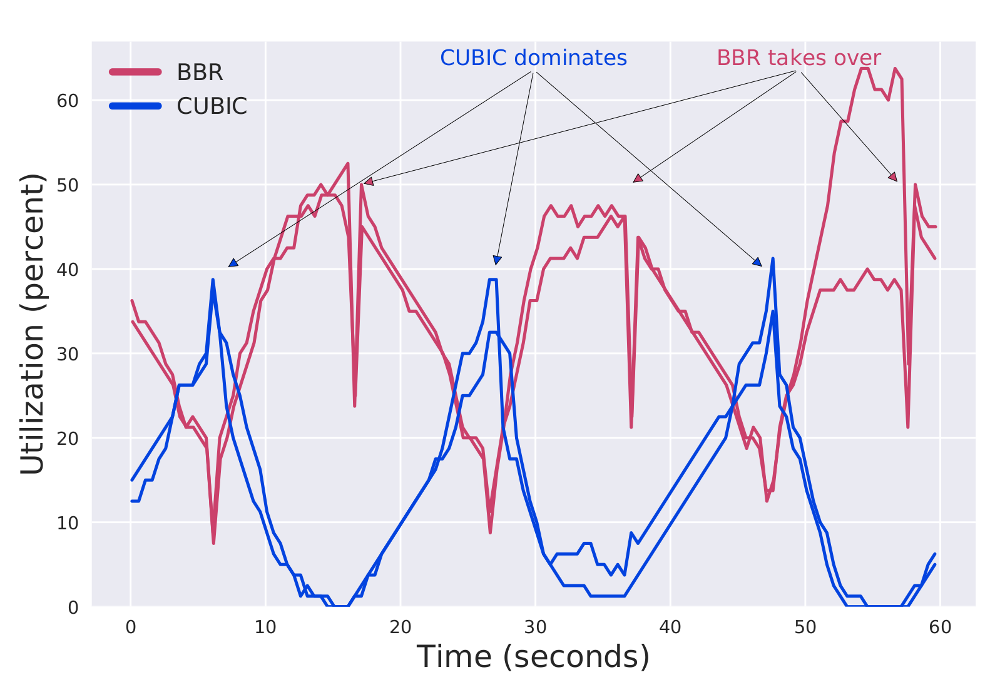 CUBIC dominates
BBR takes over
BBR
CUBIC
60
50
40
30
20
10
0
Utilization (percent)
0 10 20 30 40 50 60
Time (seconds)